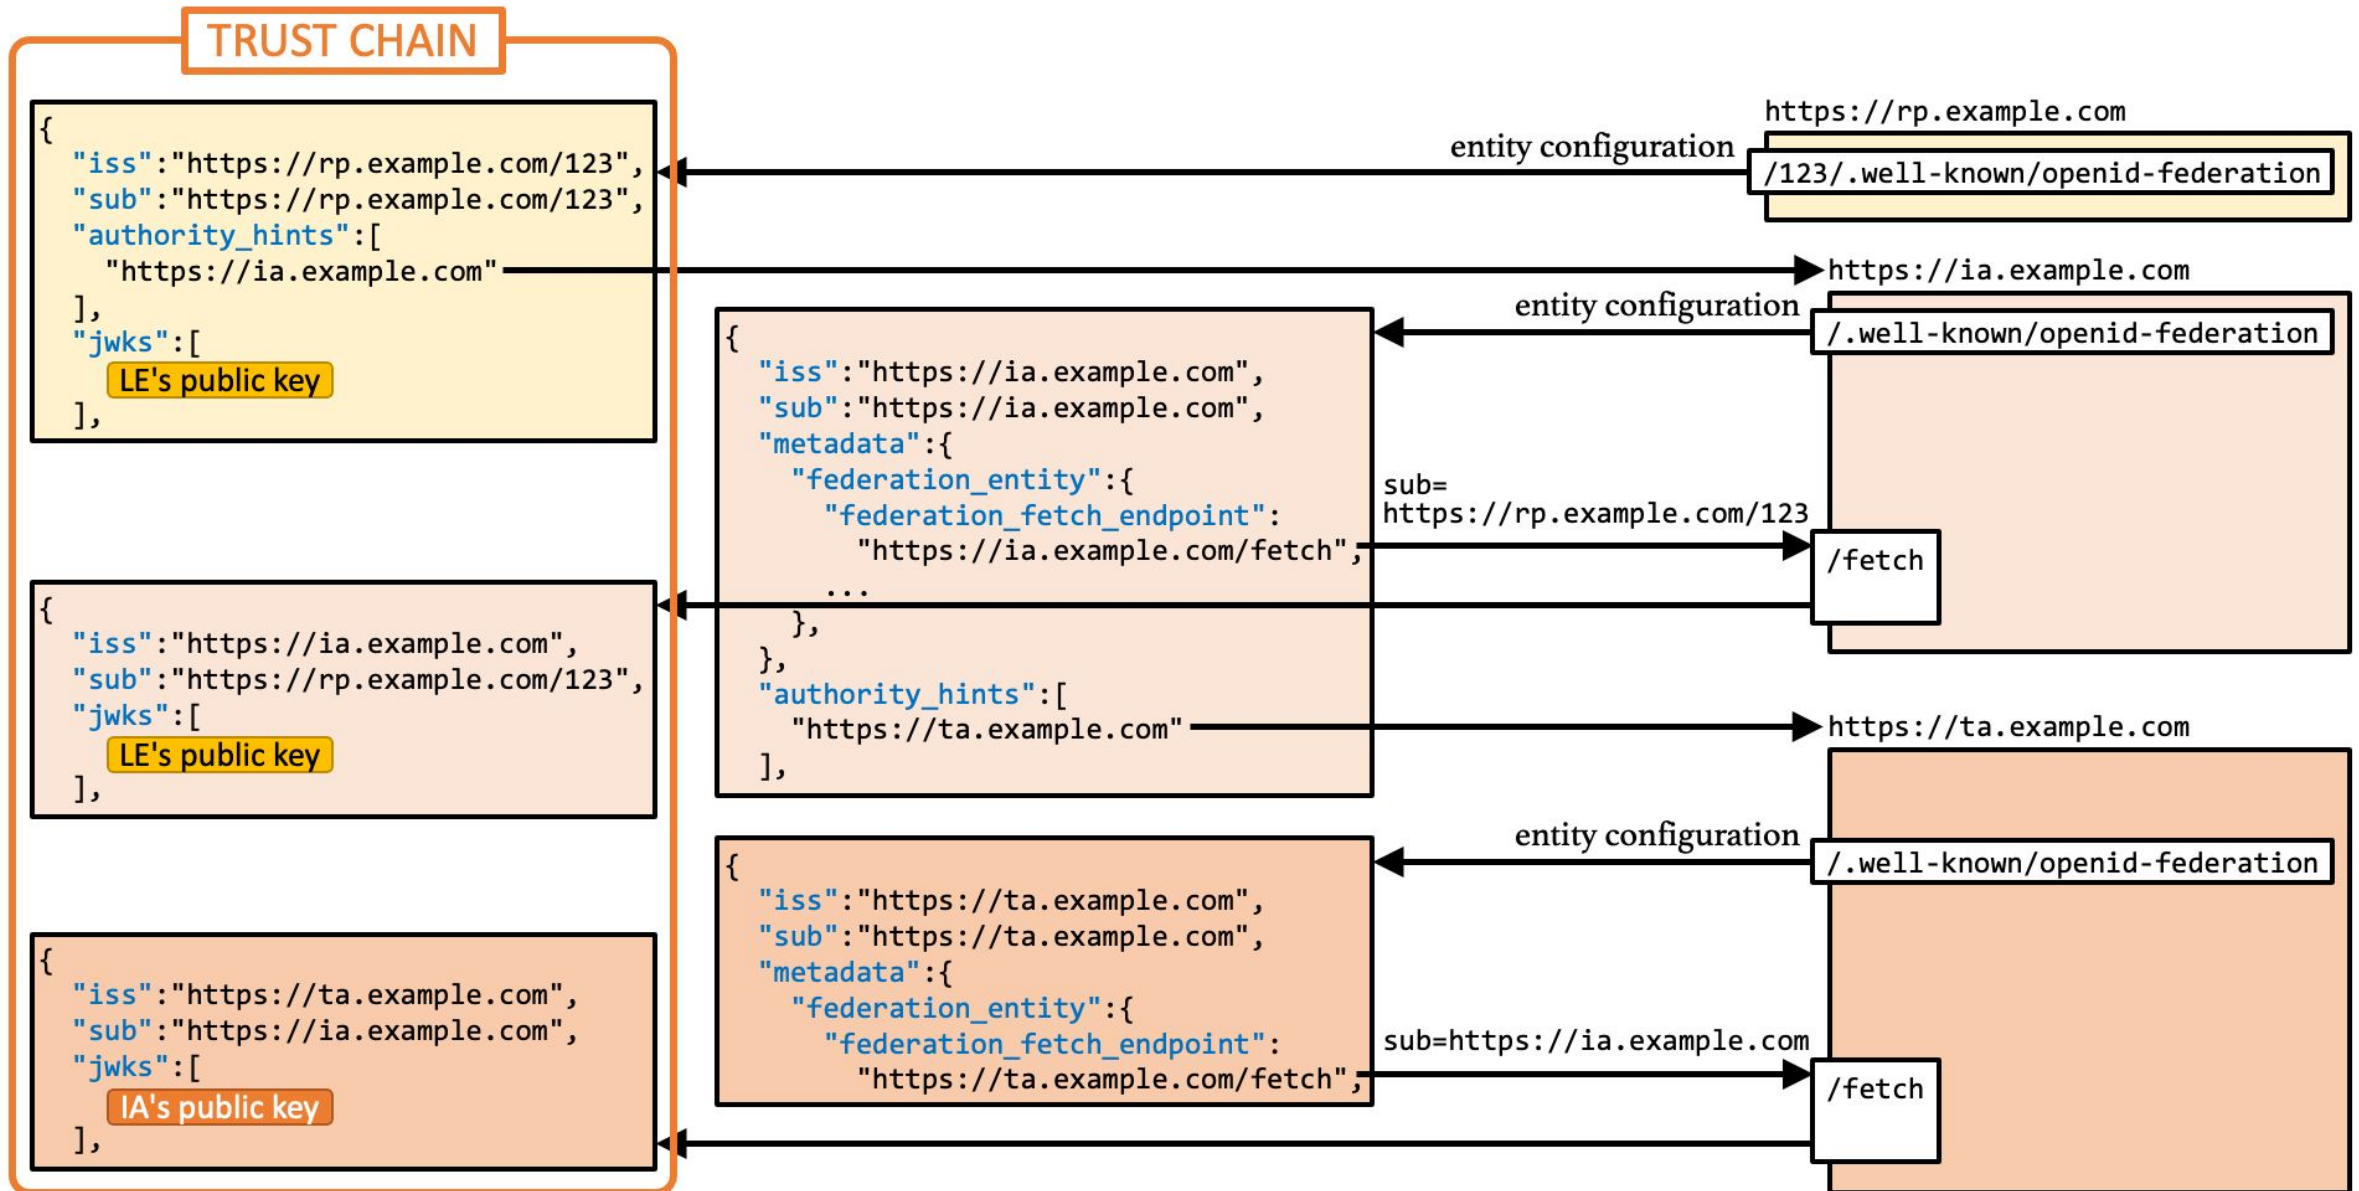 TRUST CHAIN
{
"iss":"https://rp.example.com/123",
"sub":"https://rp.example.com/123",
"authority_hints":[
"https://ia.example.com"
],
"jwks":[
LE's public key
],
{
"iss":"https://ia.example.com",
"sub":"https://rp.example.com/123",
"jwks":[
LE's public key
],
{
"iss":"https://ta.example.com",
"sub":"https://ia.example.com",
"jwks":[
IA's public key
],
{
"iss":"https://ia.example.com",
"sub":"https://ia.example.com",
"metadata":{
"federation_entity":{
"federation_fetch_endpoint":
"https://ia.example.com/fetch",
...
},
},
"authority_hints":[
"https://ta.example.com"
],
{
"iss":"https://ta.example.com",
"sub":"https://ta.example.com",
"metadata":{
"federation_entity":{
"federation_fetch_endpoint":
"https://ta.example.com/fetch",
entity configuration
https://rp.example.com
/123/.well-known/openid-federation
https://ia.example.com
entity configuration
/.well-known/openid-federation
sub=
https://rp.example.com/123
/fetch
https://ta.example.com
entity configuration
/.well-known/openid-federation
sub=https://ia.example.com
/fetch